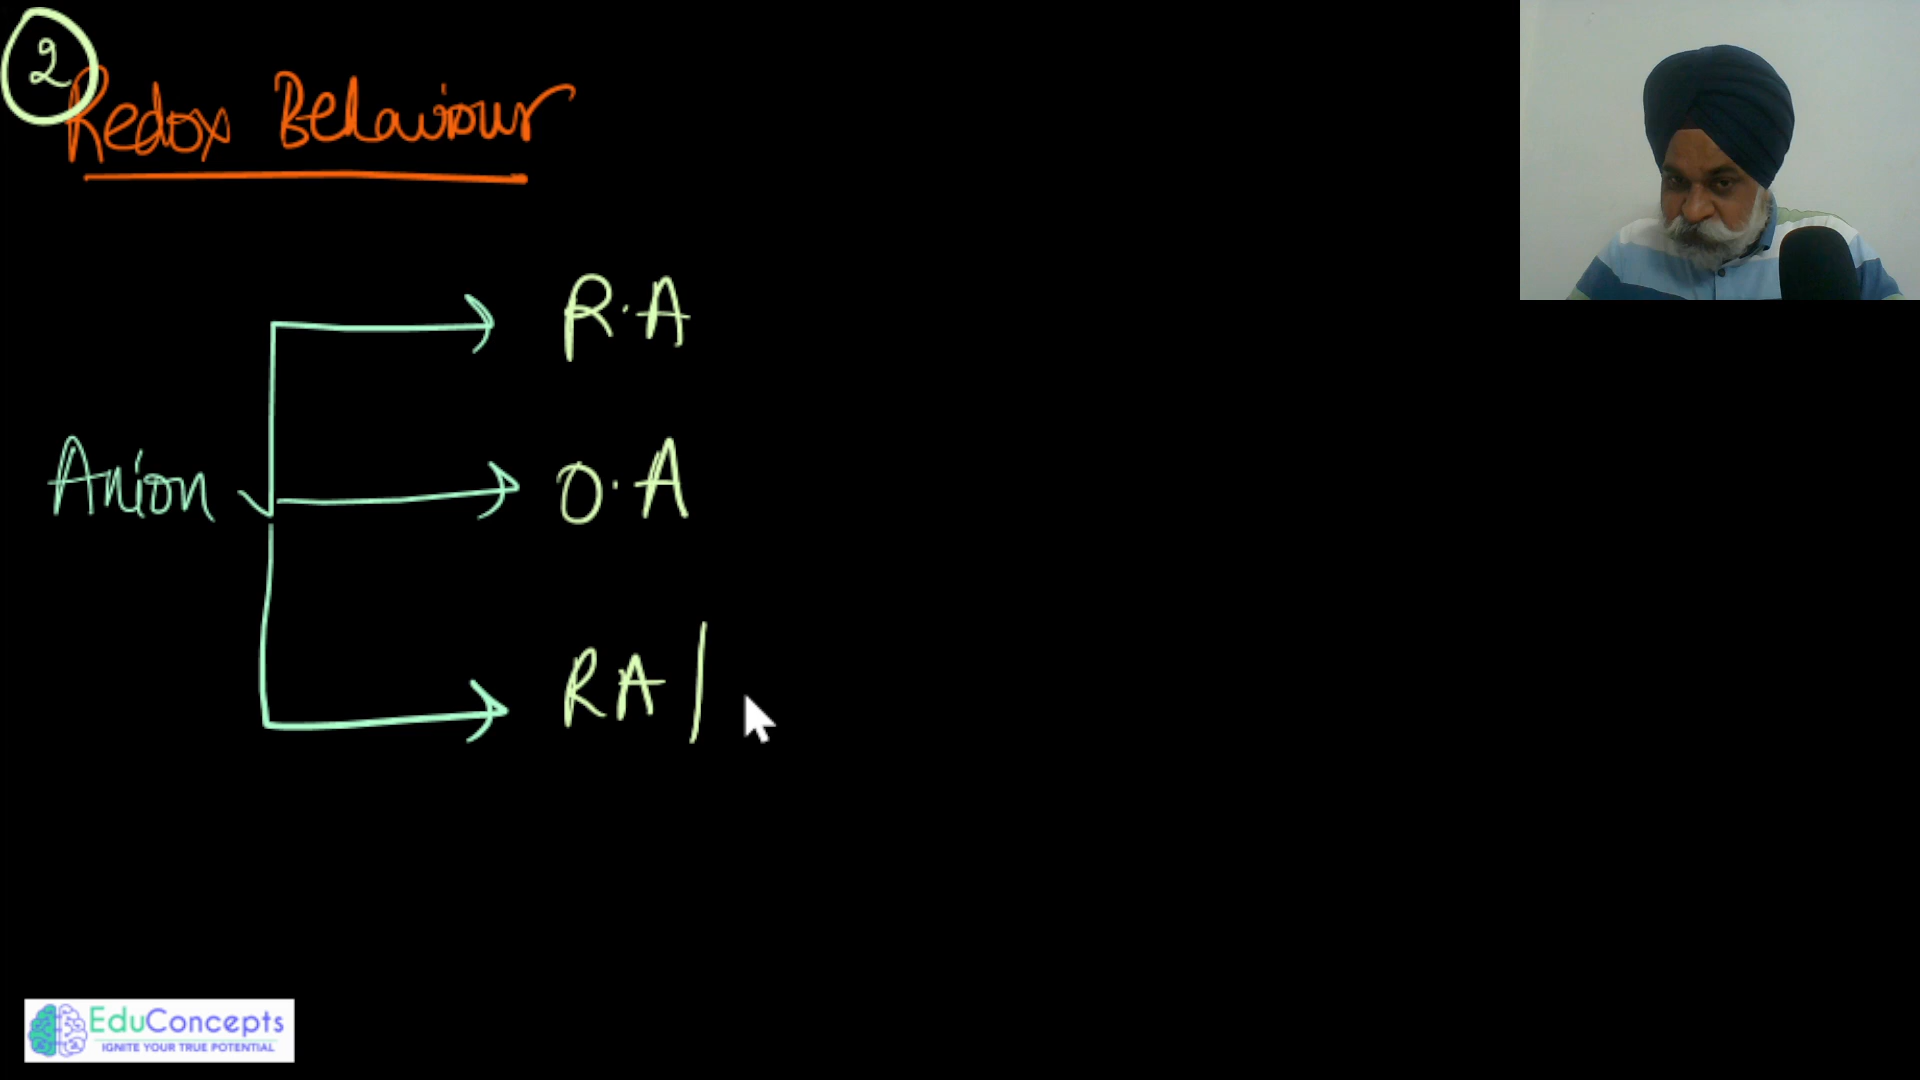 2
Redox Behaviour
R.A
Anion
O.A
RA |
EduConcepts
IGNITE YOUR TRUE POTENTIAL